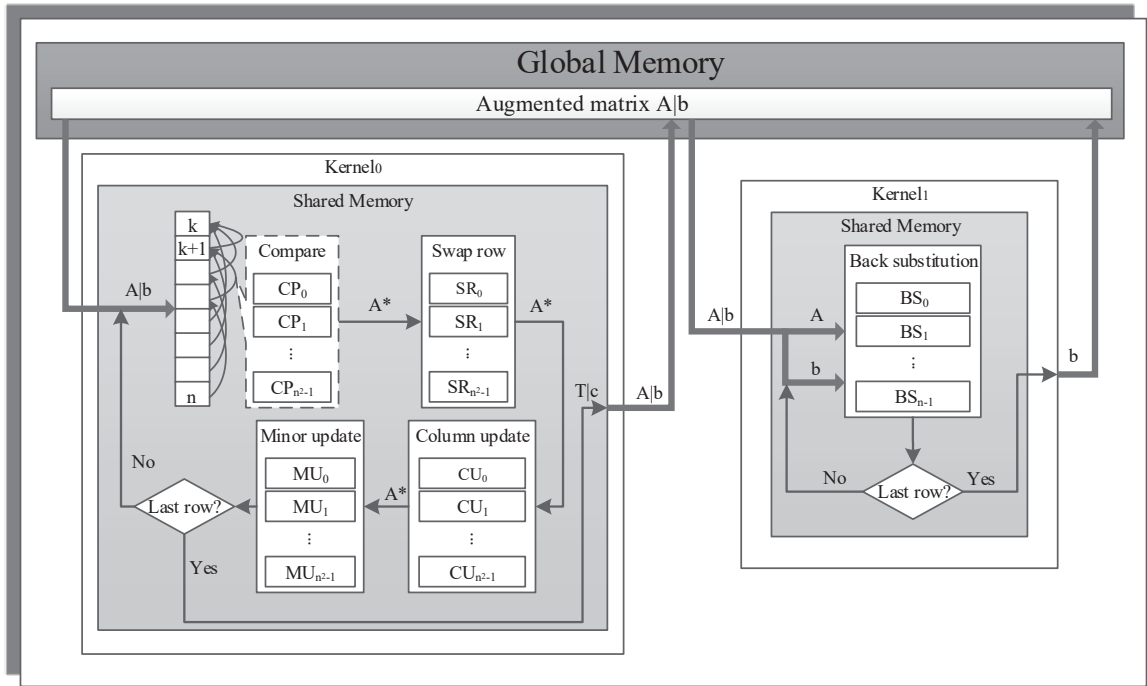 Global Memory
Augmented matrix A|b
Kernel₀
Shared Memory
k
k+1
n
A|b
Compare
CP₀
CP₁
⋮
CPₙ²₋₁
A*
Swap row
SR₀
SR₁
⋮
SRₙ²₋₁
A*
T|c
A|b
Minor update
MU₀
MU₁
⋮
MUₙ²₋₁
A*
Column update
CU₀
CU₁
⋮
CUₙ²₋₁
No
Last row?
Yes
Kernel₁
Shared Memory
Back substitution
BS₀
BS₁
⋮
BSₙ₋₁
A|b
A
b
b
No
Last row?
Yes